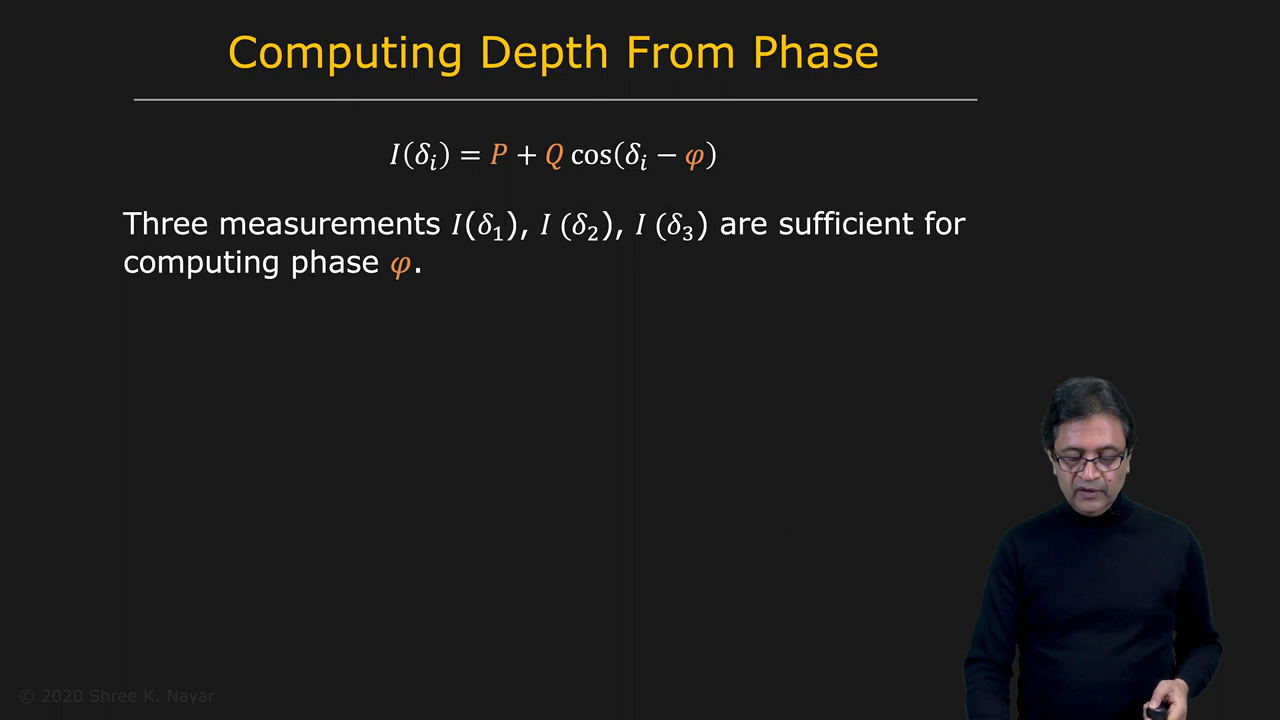 Computing Depth From Phase
𝐼(𝛿ᵢ) = 𝑃 + 𝑄 cos(𝛿ᵢ − 𝜑)
Three measurements 𝐼(𝛿₁), 𝐼 (𝛿₂), 𝐼 (𝛿₃) are sufficient for
computing phase 𝜑.
© 2020 Shree K. Nayar